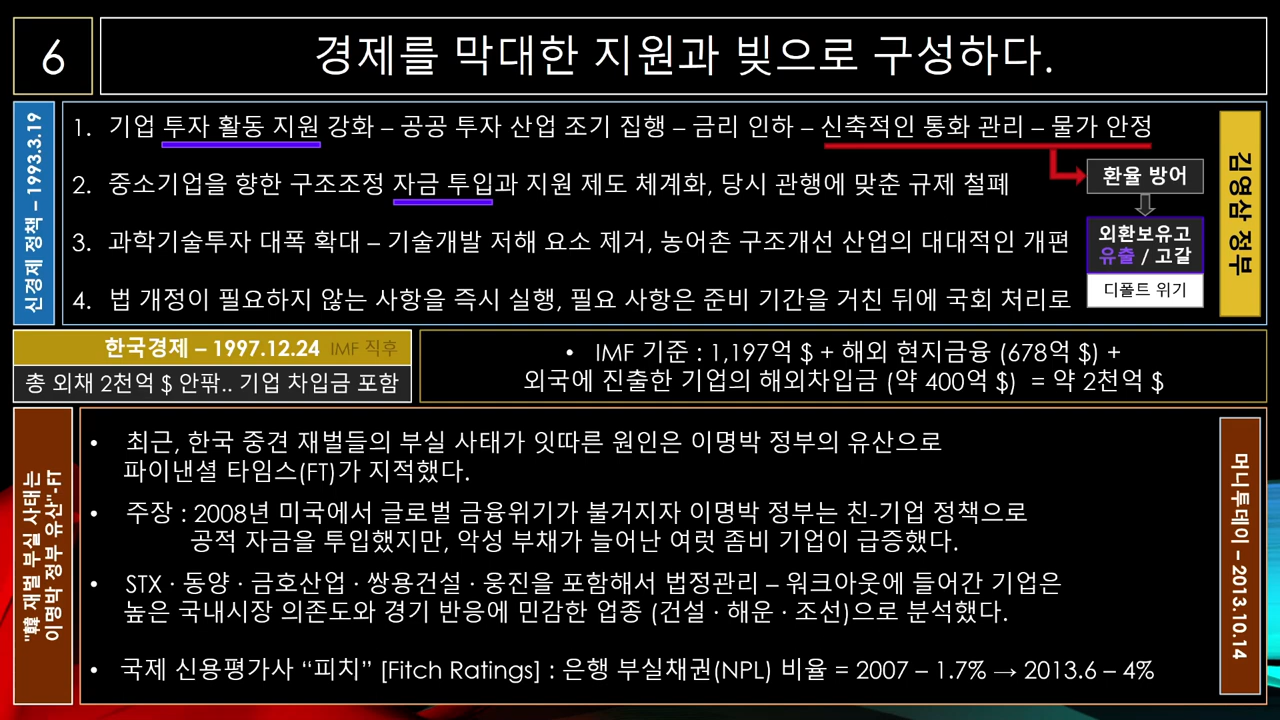 6
경제를 막대한 지원과 빚으로 구성하다.
신경제 정책 – 1993.3.19
1. 기업 투자 활동 지원 강화 – 공공 투자 산업 조기 집행 – 금리 인하 – 신축적인 통화 관리 – 물가 안정
2. 중소기업을 향한 구조조정 자금 투입과 지원 제도 체계화, 당시 관행에 맞춘 규제 철폐
3. 과학기술투자 대폭 확대 – 기술개발 저해 요소 제거, 농어촌 구조개선 산업의 대대적인 개편
4. 법 개정이 필요하지 않는 사항을 즉시 실행, 필요 사항은 준비 기간을 거친 뒤에 국회 처리로
환율 방어
외환보유고
유출 / 고갈
디폴트 위기
김영삼 정부
한국경제 – 1997.12.24 IMF 직후
총 외채 2천억 $ 안팎.. 기업 차입금 포함
• IMF 기준 : 1,197억 $ + 해외 현지금융 (678억 $) +
외국에 진출한 기업의 해외차입금 (약 400억 $) = 약 2천억 $
"韓 재벌 부실 사태는
이명박 정부 유산"-FT
• 최근, 한국 중견 재벌들의 부실 사태가 잇따른 원인은 이명박 정부의 유산으로
파이낸셜 타임스(FT)가 지적했다.
• 주장 : 2008년 미국에서 글로벌 금융위기가 불거지자 이명박 정부는 친-기업 정책으로
공적 자금을 투입했지만, 악성 부채가 늘어난 여럿 좀비 기업이 급증했다.
• STX · 동양 · 금호산업 · 쌍용건설 · 웅진을 포함해서 법정관리 – 워크아웃에 들어간 기업은
높은 국내시장 의존도와 경기 반응에 민감한 업종 (건설 · 해운 · 조선)으로 분석했다.
• 국제 신용평가사 “피치” [Fitch Ratings] : 은행 부실채권(NPL) 비율 = 2007 – 1.7% → 2013.6 – 4%
머니투데이 – 2013.10.14